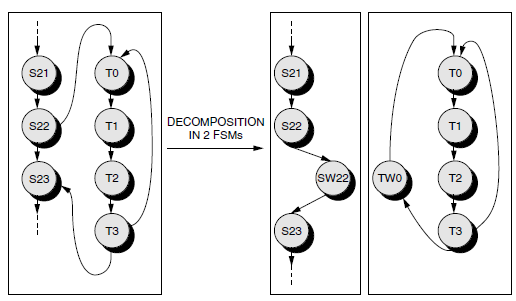 S21
T0
S22
T1
S23
T2
T3
DECOMPOSITION
IN 2 FSMs
S21
S22
SW22
S23
T0
T1
TW0
T2
T3